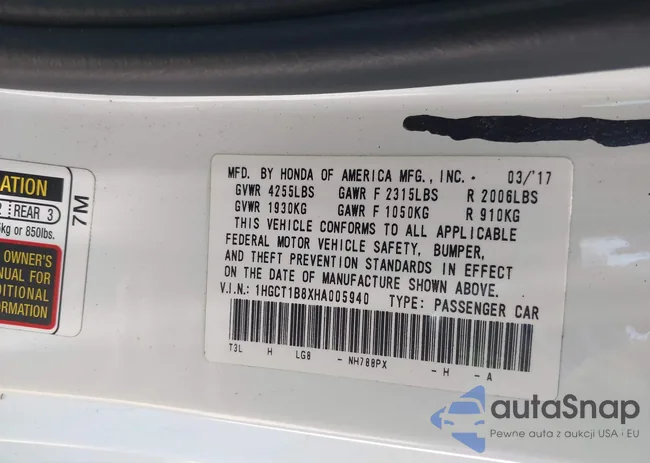 ATION
2 REAR 3
kg or 850lbs.
OWNER'S
NUAL FOR
DITIONAL
ORMATION
7M
MFD. BY HONDA OF AMERICA MFG., INC. · 03/'17
GVWR 4255LBS GAWR F 2315LBS R 2006LBS
GVWR 1930KG GAWR F 1050KG R 910KG
THIS VEHICLE CONFORMS TO ALL APPLICABLE
FEDERAL MOTOR VEHICLE SAFETY, BUMPER,
AND THEFT PREVENTION STANDARDS IN EFFECT
ON THE DATE OF MANUFACTURE SHOWN ABOVE.
V.I.N.: 1HGCT1B8XHA005940 TYPE: PASSENGER CAR
T3L H LG8 - NH788PX - H - A
autaSnap
Pewne auta z aukcji USA i EU